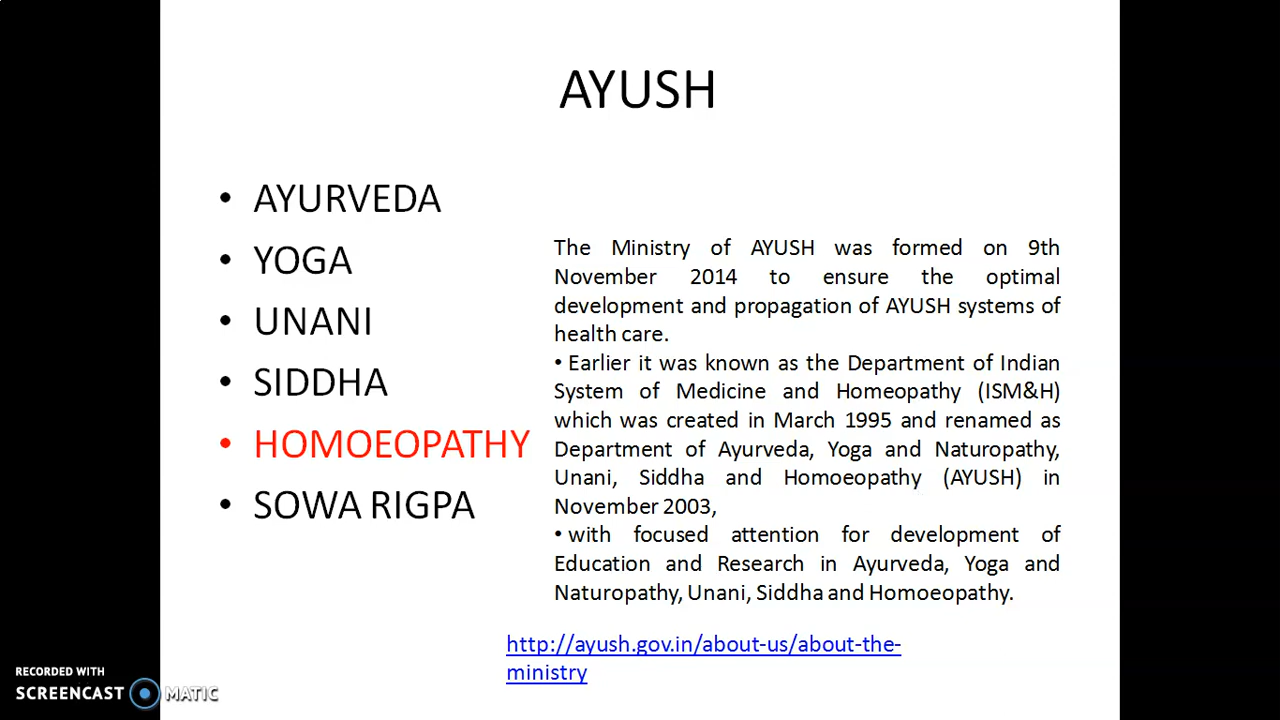 AYUSH
• AYURVEDA
• YOGA
• UNANI
• SIDDHA
• HOMOEOPATHY
• SOWA RIGPA
The Ministry of AYUSH was formed on 9th
November 2014 to ensure the optimal
development and propagation of AYUSH systems of
health care.
• Earlier it was known as the Department of Indian
System of Medicine and Homeopathy (ISM&H)
which was created in March 1995 and renamed as
Department of Ayurveda, Yoga and Naturopathy,
Unani, Siddha and Homoeopathy (AYUSH) in
November 2003,
• with focused attention for development of
Education and Research in Ayurveda, Yoga and
Naturopathy, Unani, Siddha and Homoeopathy.
http://ayush.gov.in/about-us/about-the-
ministry
RECORDED WITH
SCREENCAST MATIC